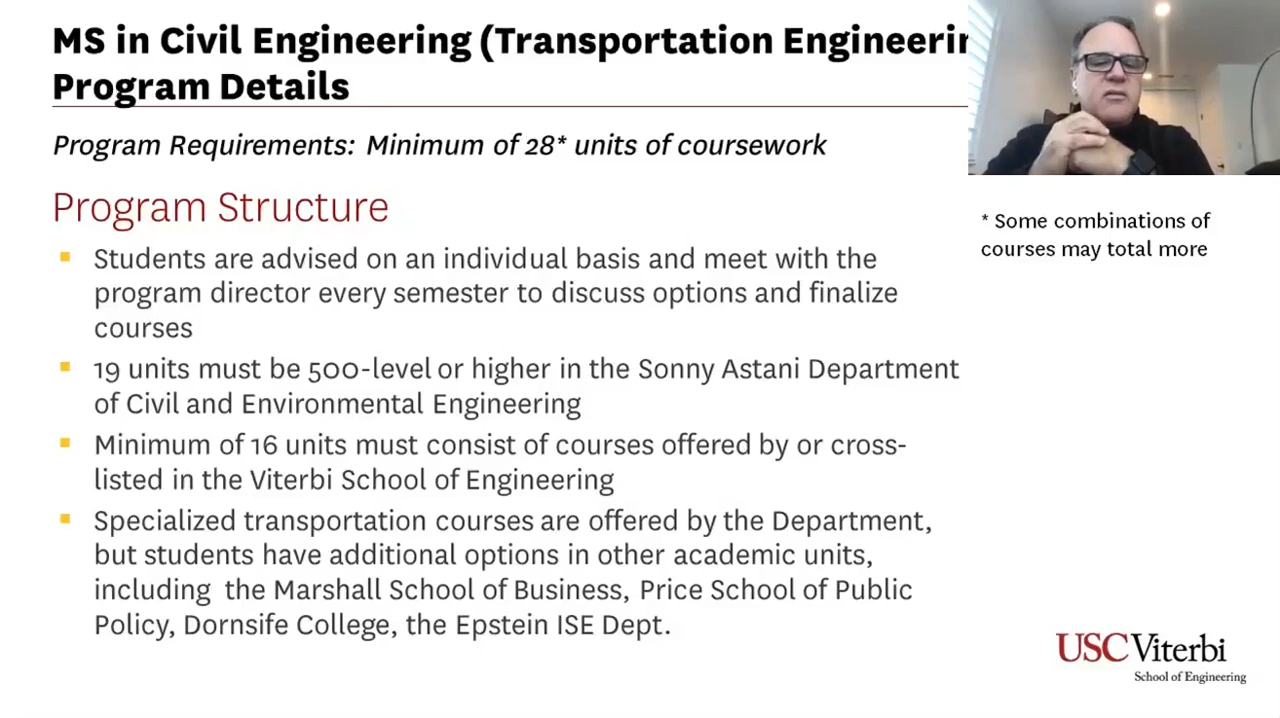 MS in Civil Engineering (Transportation Engineerin
Program Details
Program Requirements: Minimum of 28* units of coursework
Program Structure
Students are advised on an individual basis and meet with the
program director every semester to discuss options and finalize
courses
19 units must be 500-level or higher in the Sonny Astani Department
of Civil and Environmental Engineering
Minimum of 16 units must consist of courses offered by or cross-
listed in the Viterbi School of Engineering
Specialized transportation courses are offered by the Department,
but students have additional options in other academic units,
including the Marshall School of Business, Price School of Public
Policy, Dornsife College, the Epstein ISE Dept.
* Some combinations of
courses may total more
USC Viterbi
School of Engineering